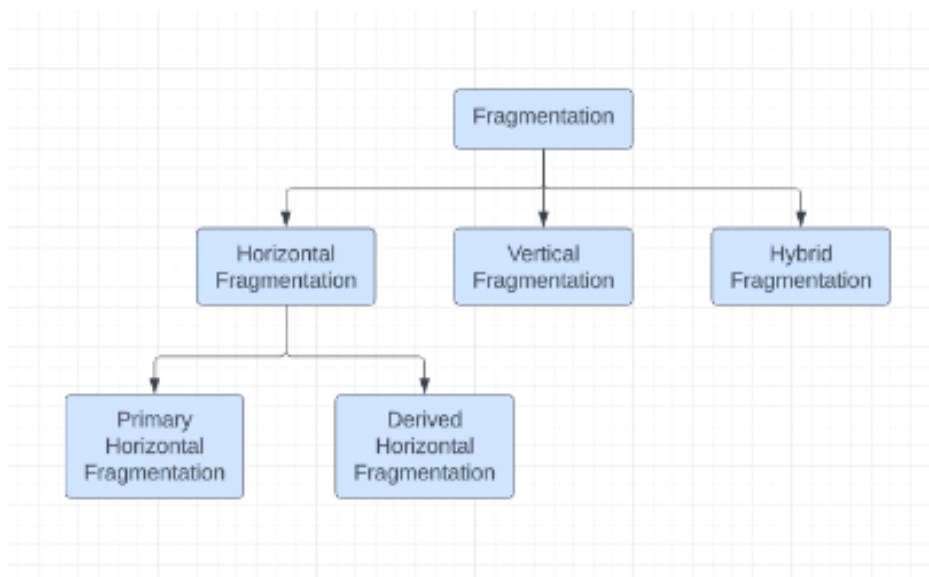 Fragmentation
Horizontal
Fragmentation
Vertical
Fragmentation
Hybrid
Fragmentation
Primary
Horizontal
Fragmentation
Derived
Horizontal
Fragmentation